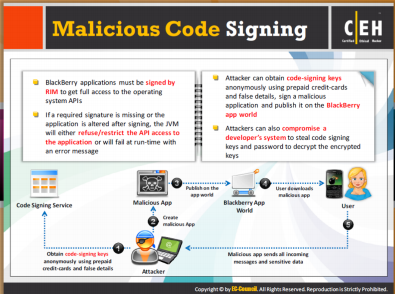 Malicious Code Signing
C|EH
Certified Ethical Hacker
BlackBerry applications must be signed by
RIM to get full access to the operating
system APIs
If a required signature is missing or the
application is altered after signing, the JVM
will either refuse/restrict the API access to
the application or will fail at run-time with
an error message
Attacker can obtain code-signing keys
anonymously using prepaid credit-cards
and false details, sign a malicious
application and publish it on the BlackBerry
app world
Attackers can also compromise a
developer's system to steal code signing
keys and password to decrypt the encrypted
keys
Code Signing Service
Malicious App
3
Publish on the
app world
Blackberry App
World
4
User downloads
malicious app
User
2
Create
malicious App
1
5
Obtain code-signing keys
anonymously using prepaid
credit-cards and false details
Attacker
Malicious app sends all incoming
messages and sensitive data
Copyright © by EC-Council. All Rights Reserved. Reproduction is Strictly Prohibited.